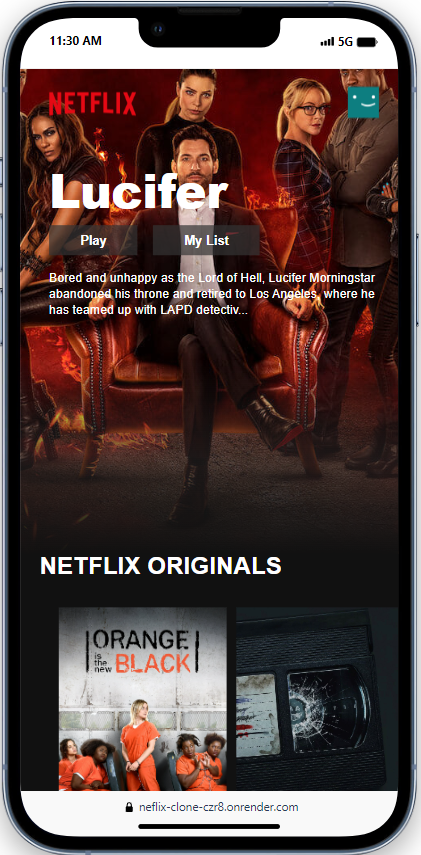 11:30 AM
5G
NETFLIX
Lucifer
Play
My List
Bored and unhappy as the Lord of Hell, Lucifer Morningstar
abandoned his throne and retired to Los Angeles, where he
has teamed up with LAPD detectiv...
NETFLIX ORIGINALS
ORANGE
is
the
new
BLACK
neflix-clone-czr8.onrender.com